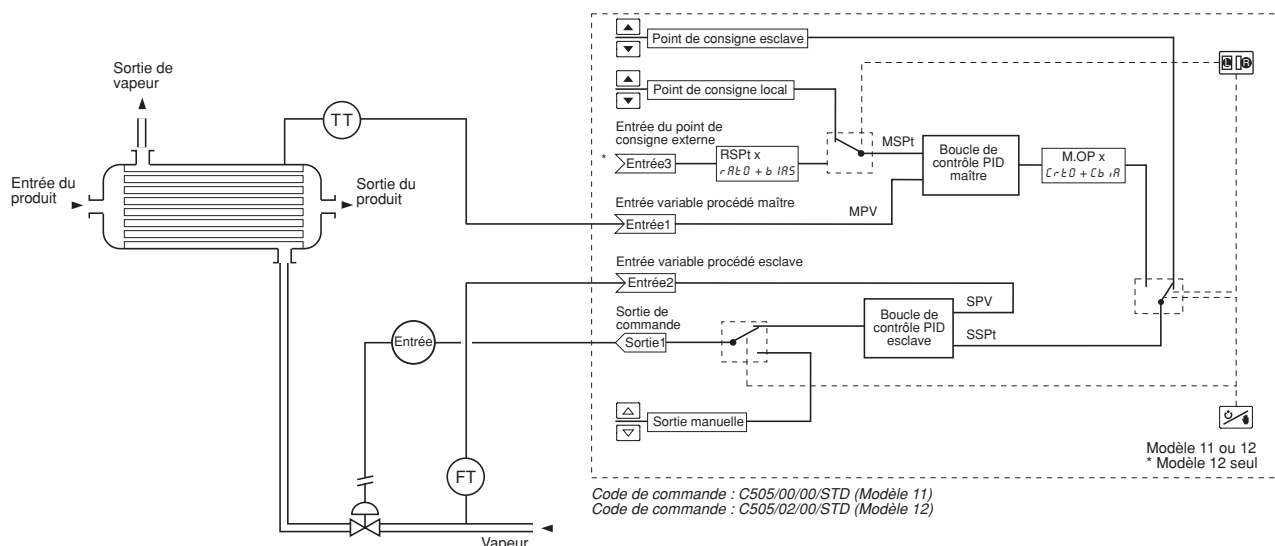 Point de consigne esclave
L R
Sortie de
vapeur
Point de consigne local
Entrée du point de
consigne externe
TT
MSPt
Boucle de
contrôle PID
maître
* Entrée3
RSPt x
rAtO + bIAS
M.OP x
CrtO + CbiA
Entrée du
produit
Sortie du
produit
Entrée variable procédé maître
MPV
Entrée1
Entrée variable procédé esclave
Entrée2
SPV
Sortie de
commande
Boucle de
contrôle PID
esclave
Entrée
Sortie1
SSPt
Sortie manuelle
Modèle 11 ou 12
* Modèle 12 seul
FT
Code de commande : C505/00/00/STD (Modèle 11)
Code de commande : C505/02/00/STD (Modèle 12)
Vapeur